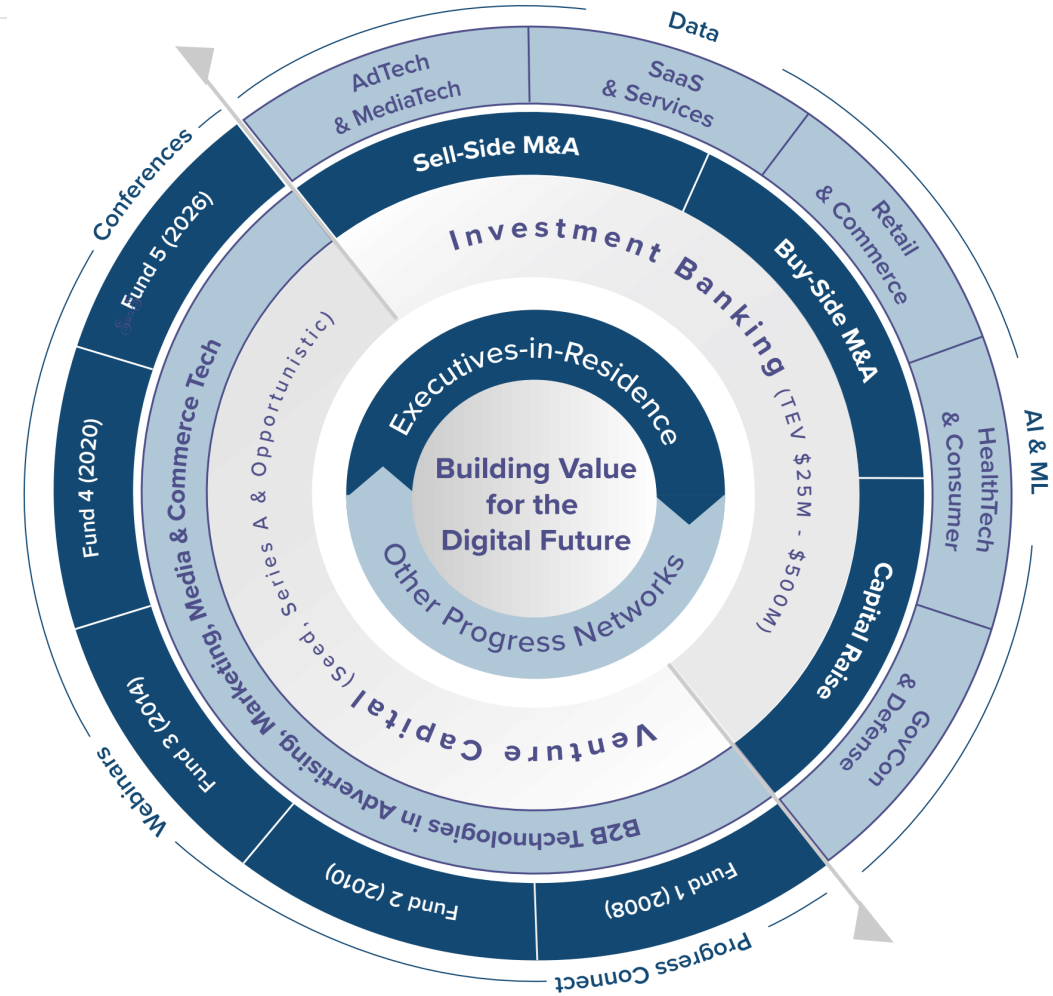 Data
AdTech
& MediaTech
SaaS
& Services
Retail
& Commerce
HealthTech
& Consumer
GovCon
& Defense
AI & ML
Sell-Side M&A
Buy-Side M&A
Capital Raise
Investment Banking (TEV $25M - $500M)
Executives-in-Residence
Building Value
for the
Digital Future
Other Progress Networks
Venture Capital (Seed, Series A & Opportunistic)
B2B Technologies in Advertising, Marketing, Media & Commerce Tech
Fund 1 (2008)
Fund 2 (2010)
Fund 3 (2014)
Fund 4 (2020)
Fund 5 (2026)
Progress Connect
Webinars
Conferences